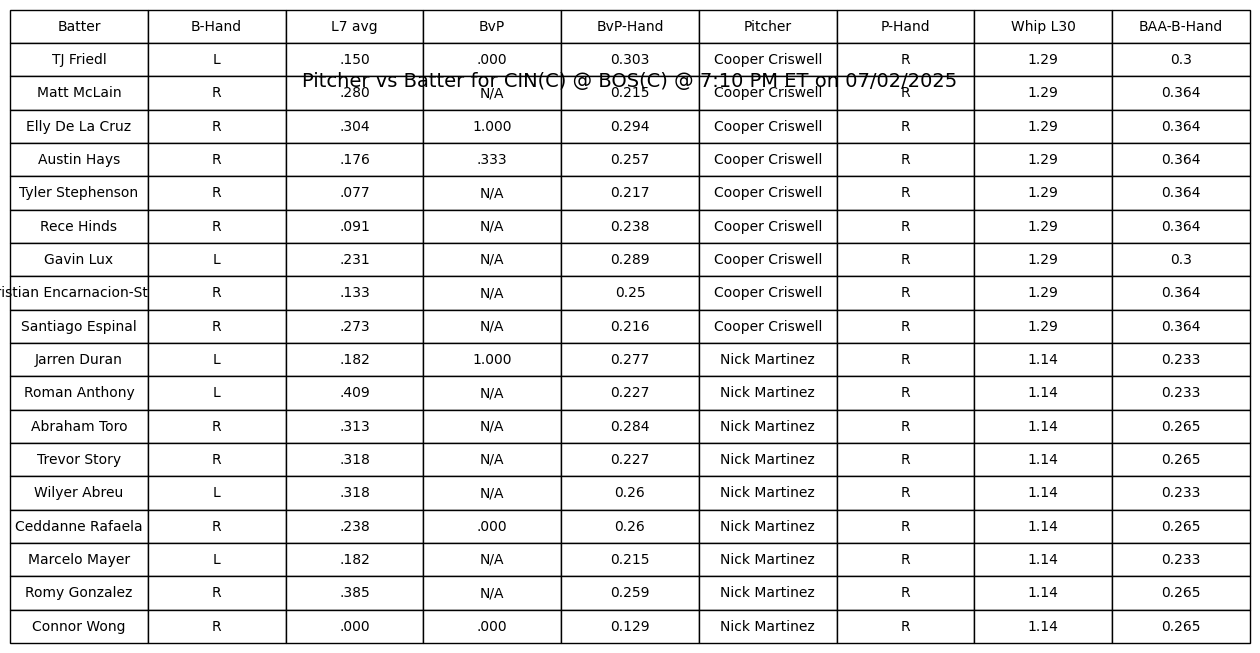 Batter B-Hand L7 avg BvP BvP-Hand Pitcher P-Hand Whip L30 BAA-B-Hand
TJ Friedl L .150 .000 0.303 Cooper Criswell R 1.29 0.3
Pitcher vs Batter for CIN(C) @ BOS(C) @ 7:10 PM ET on 07/02/2025
Matt McLain R .280 N/A 0.215 Cooper Criswell R 1.29 0.364
Elly De La Cruz R .304 1.000 0.294 Cooper Criswell R 1.29 0.364
Austin Hays R .176 .333 0.257 Cooper Criswell R 1.29 0.364
Tyler Stephenson R .077 N/A 0.217 Cooper Criswell R 1.29 0.364
Rece Hinds R .091 N/A 0.238 Cooper Criswell R 1.29 0.364
Gavin Lux L .231 N/A 0.289 Cooper Criswell R 1.29 0.3
istian Encarnacion-St R .133 N/A 0.25 Cooper Criswell R 1.29 0.364
Santiago Espinal R .273 N/A 0.216 Cooper Criswell R 1.29 0.364
Jarren Duran L .182 1.000 0.277 Nick Martinez R 1.14 0.233
Roman Anthony L .409 N/A 0.227 Nick Martinez R 1.14 0.233
Abraham Toro R .313 N/A 0.284 Nick Martinez R 1.14 0.265
Trevor Story R .318 N/A 0.227 Nick Martinez R 1.14 0.265
Wilyer Abreu L .318 N/A 0.26 Nick Martinez R 1.14 0.233
Ceddanne Rafaela R .238 .000 0.26 Nick Martinez R 1.14 0.265
Marcelo Mayer L .182 N/A 0.215 Nick Martinez R 1.14 0.233
Romy Gonzalez R .385 N/A 0.259 Nick Martinez R 1.14 0.265
Connor Wong R .000 .000 0.129 Nick Martinez R 1.14 0.265